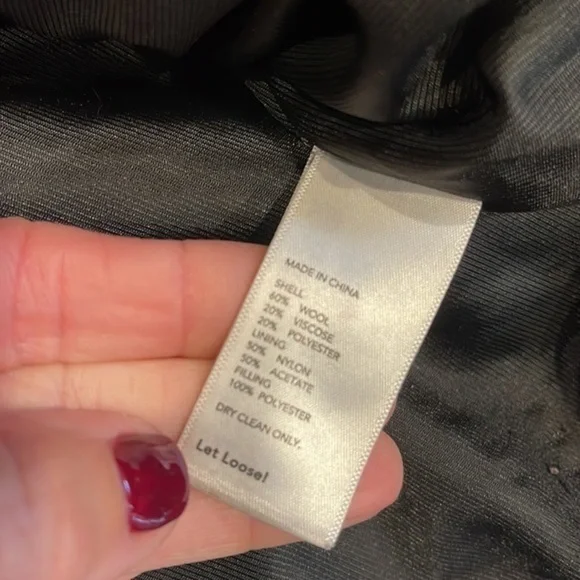 MADE IN CHINA
SHELL
60% WOOL
20% VISCOSE
20% POLYESTER
LINING
50% NYLON
50% ACETATE
FILLING
100% POLYESTER
DRY CLEAN ONLY.
Let Loose!